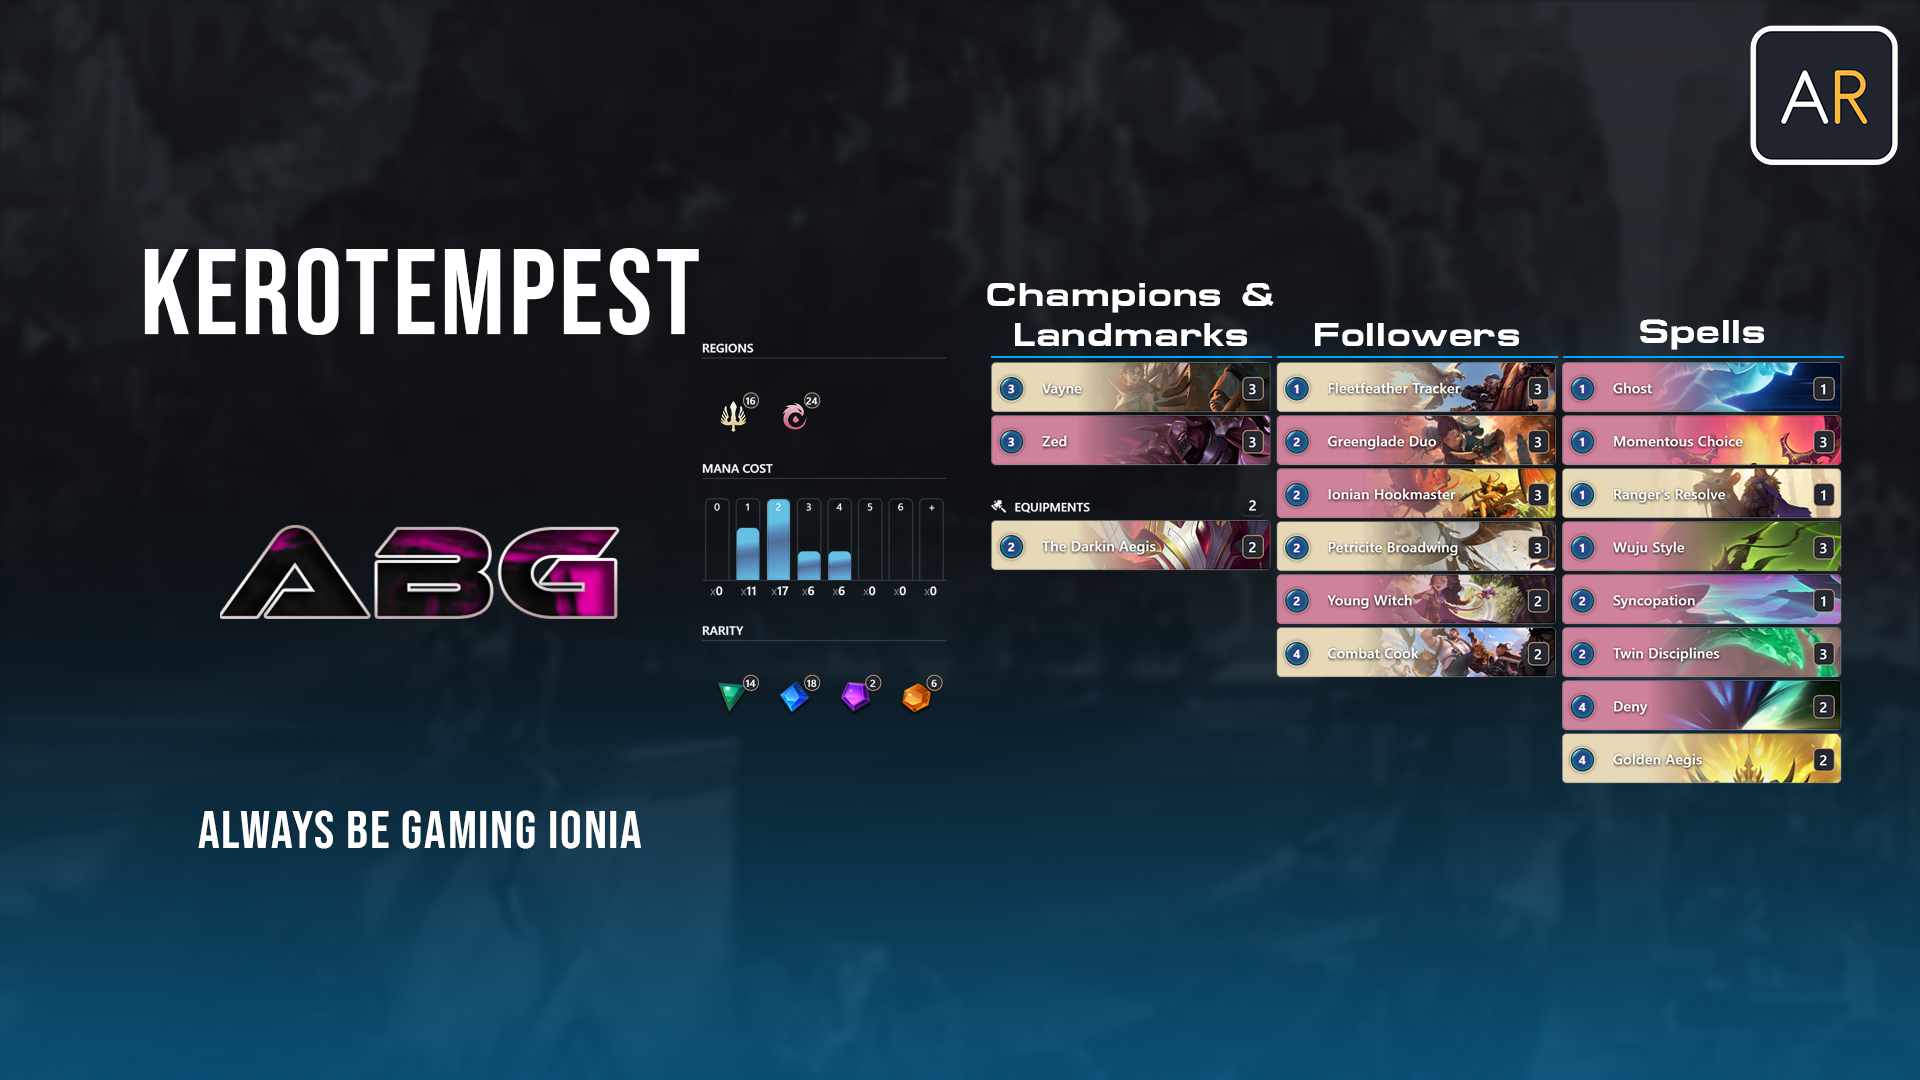 AR
KEROTEMPEST
ABG
ALWAYS BE GAMING IONIA
REGIONS
16
24
MANA COST
0 1 2 3 4 5 6 +
x0 x11 x17 x6 x6 x0 x0 x0
RARITY
14
18
2
6
Champions &
Landmarks
3 Vayne 3
3 Zed 3
EQUIPMENTS 2
2 The Darkin Aegis 2
Followers
1 Fleetfeather Tracker 3
2 Greenglade Duo 3
2 Ionian Hookmaster 3
2 Petricite Broadwing 3
2 Young Witch 2
4 Combat Cook 2
Spells
1 Ghost 1
1 Momentous Choice 3
1 Ranger's Resolve 1
1 Wuju Style 3
2 Syncopation 1
2 Twin Disciplines 3
4 Deny 2
4 Golden Aegis 2